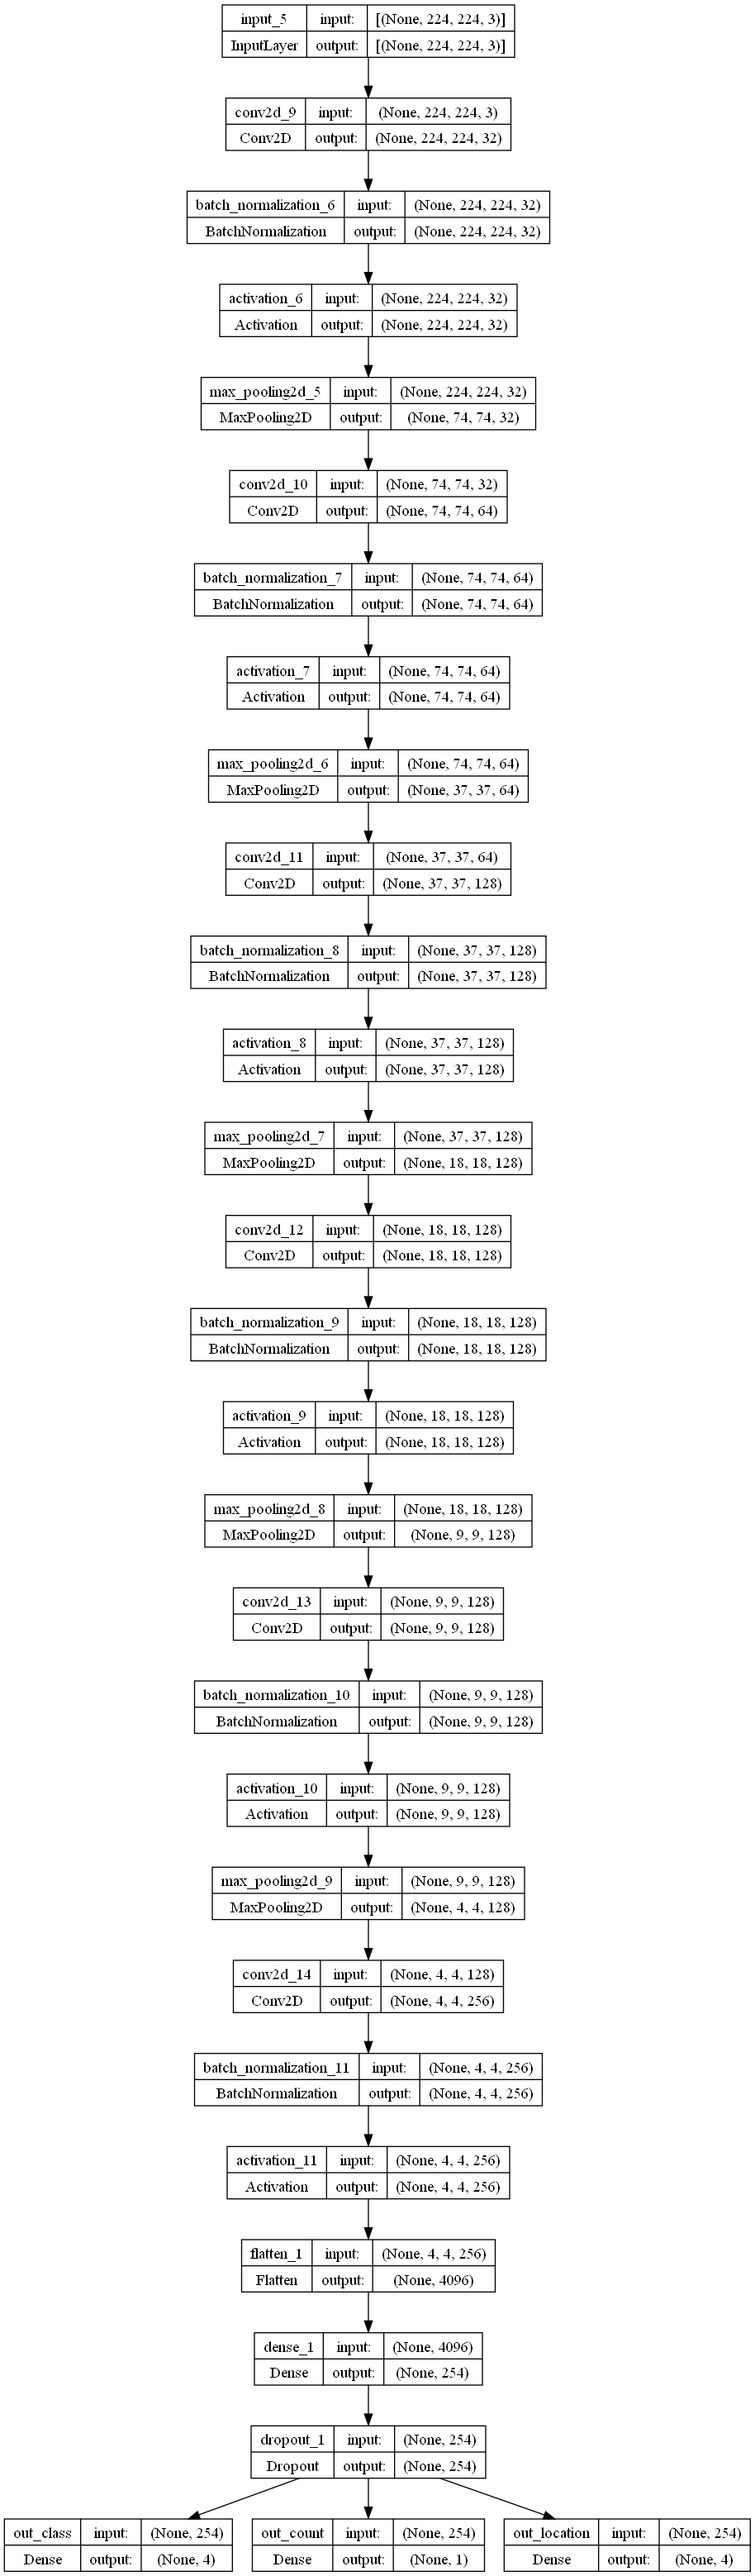 input_5 input: [(None, 224, 224, 3)]
InputLayer output: [(None, 224, 224, 3)]
conv2d_9 input: (None, 224, 224, 3)
Conv2D output: (None, 224, 224, 32)
batch_normalization_6 input: (None, 224, 224, 32)
BatchNormalization output: (None, 224, 224, 32)
activation_6 input: (None, 224, 224, 32)
Activation output: (None, 224, 224, 32)
max_pooling2d_5 input: (None, 224, 224, 32)
MaxPooling2D output: (None, 74, 74, 32)
conv2d_10 input: (None, 74, 74, 32)
Conv2D output: (None, 74, 74, 64)
batch_normalization_7 input: (None, 74, 74, 64)
BatchNormalization output: (None, 74, 74, 64)
activation_7 input: (None, 74, 74, 64)
Activation output: (None, 74, 74, 64)
max_pooling2d_6 input: (None, 74, 74, 64)
MaxPooling2D output: (None, 37, 37, 64)
conv2d_11 input: (None, 37, 37, 64)
Conv2D output: (None, 37, 37, 128)
batch_normalization_8 input: (None, 37, 37, 128)
BatchNormalization output: (None, 37, 37, 128)
activation_8 input: (None, 37, 37, 128)
Activation output: (None, 37, 37, 128)
max_pooling2d_7 input: (None, 37, 37, 128)
MaxPooling2D output: (None, 18, 18, 128)
conv2d_12 input: (None, 18, 18, 128)
Conv2D output: (None, 18, 18, 128)
batch_normalization_9 input: (None, 18, 18, 128)
BatchNormalization output: (None, 18, 18, 128)
activation_9 input: (None, 18, 18, 128)
Activation output: (None, 18, 18, 128)
max_pooling2d_8 input: (None, 18, 18, 128)
MaxPooling2D output: (None, 9, 9, 128)
conv2d_13 input: (None, 9, 9, 128)
Conv2D output: (None, 9, 9, 128)
batch_normalization_10 input: (None, 9, 9, 128)
BatchNormalization output: (None, 9, 9, 128)
activation_10 input: (None, 9, 9, 128)
Activation output: (None, 9, 9, 128)
max_pooling2d_9 input: (None, 9, 9, 128)
MaxPooling2D output: (None, 4, 4, 128)
conv2d_14 input: (None, 4, 4, 128)
Conv2D output: (None, 4, 4, 256)
batch_normalization_11 input: (None, 4, 4, 256)
BatchNormalization output: (None, 4, 4, 256)
activation_11 input: (None, 4, 4, 256)
Activation output: (None, 4, 4, 256)
flatten_1 input: (None, 4, 4, 256)
Flatten output: (None, 4096)
dense_1 input: (None, 4096)
Dense output: (None, 254)
dropout_1 input: (None, 254)
Dropout output: (None, 254)
out_class input: (None, 254) out_count input: (None, 254) out_location input: (None, 254)
Dense output: (None, 4) Dense output: (None, 1) Dense output: (None, 4)